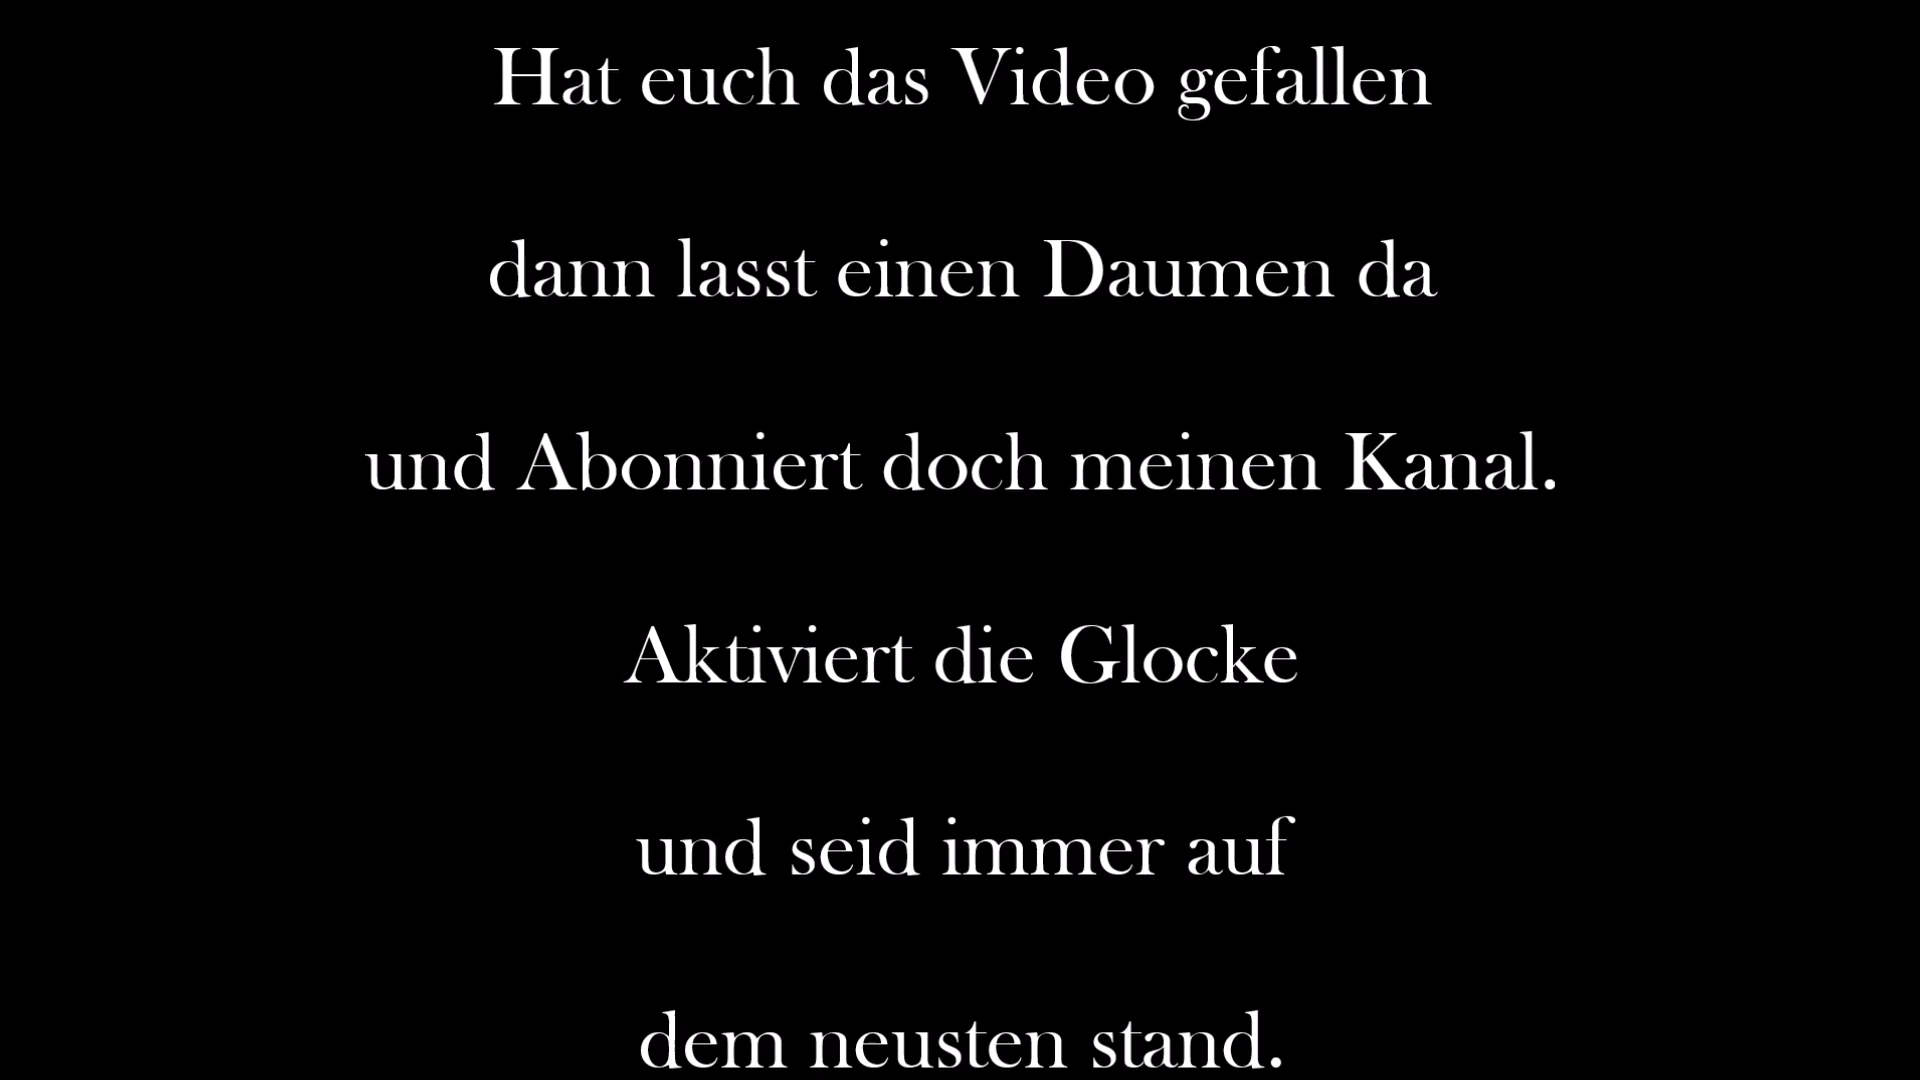 Hat euch das Video gefallen
dann lasst einen Daumen da
und Abonniert doch meinen Kanal.
Aktiviert die Glocke
und seid immer auf
dem neusten stand.